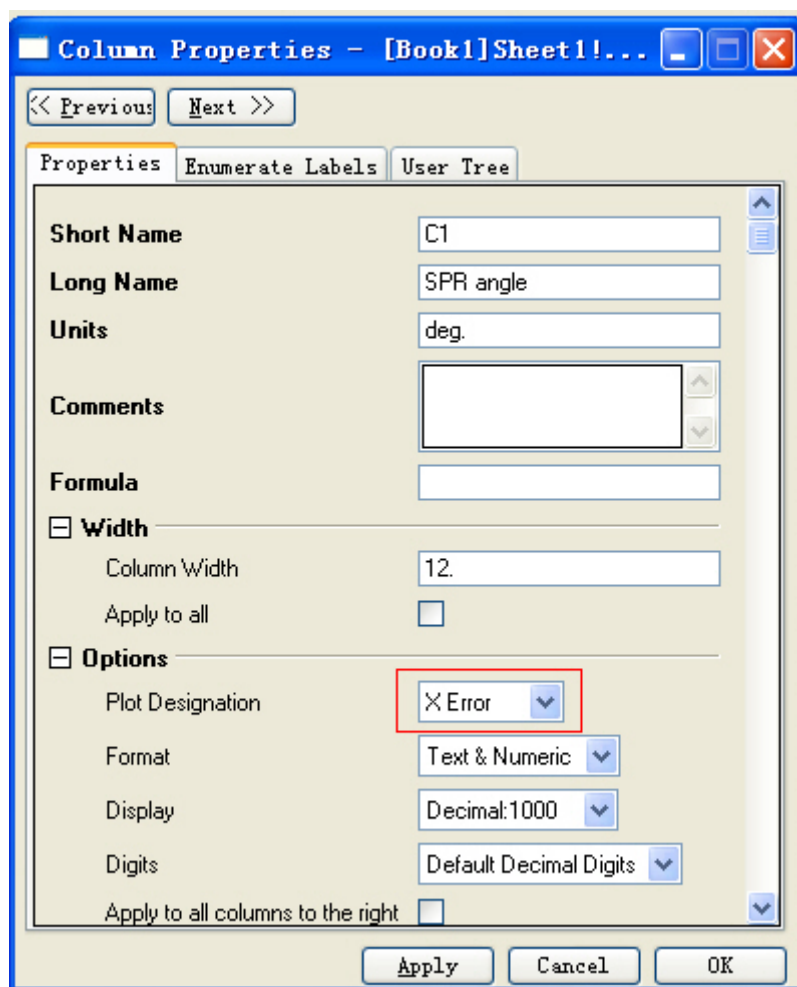 Column Properties - [Book1]Sheet1!...
<< Previous Next >>
Properties Enumerate Labels User Tree
Short Name C1
Long Name SPR angle
Units deg.
Comments
Formula
Width
Column Width 12.
Apply to all
Options
Plot Designation X Error
Format Text & Numeric
Display Decimal:1000
Digits Default Decimal Digits
Apply to all columns to the right
Apply Cancel OK